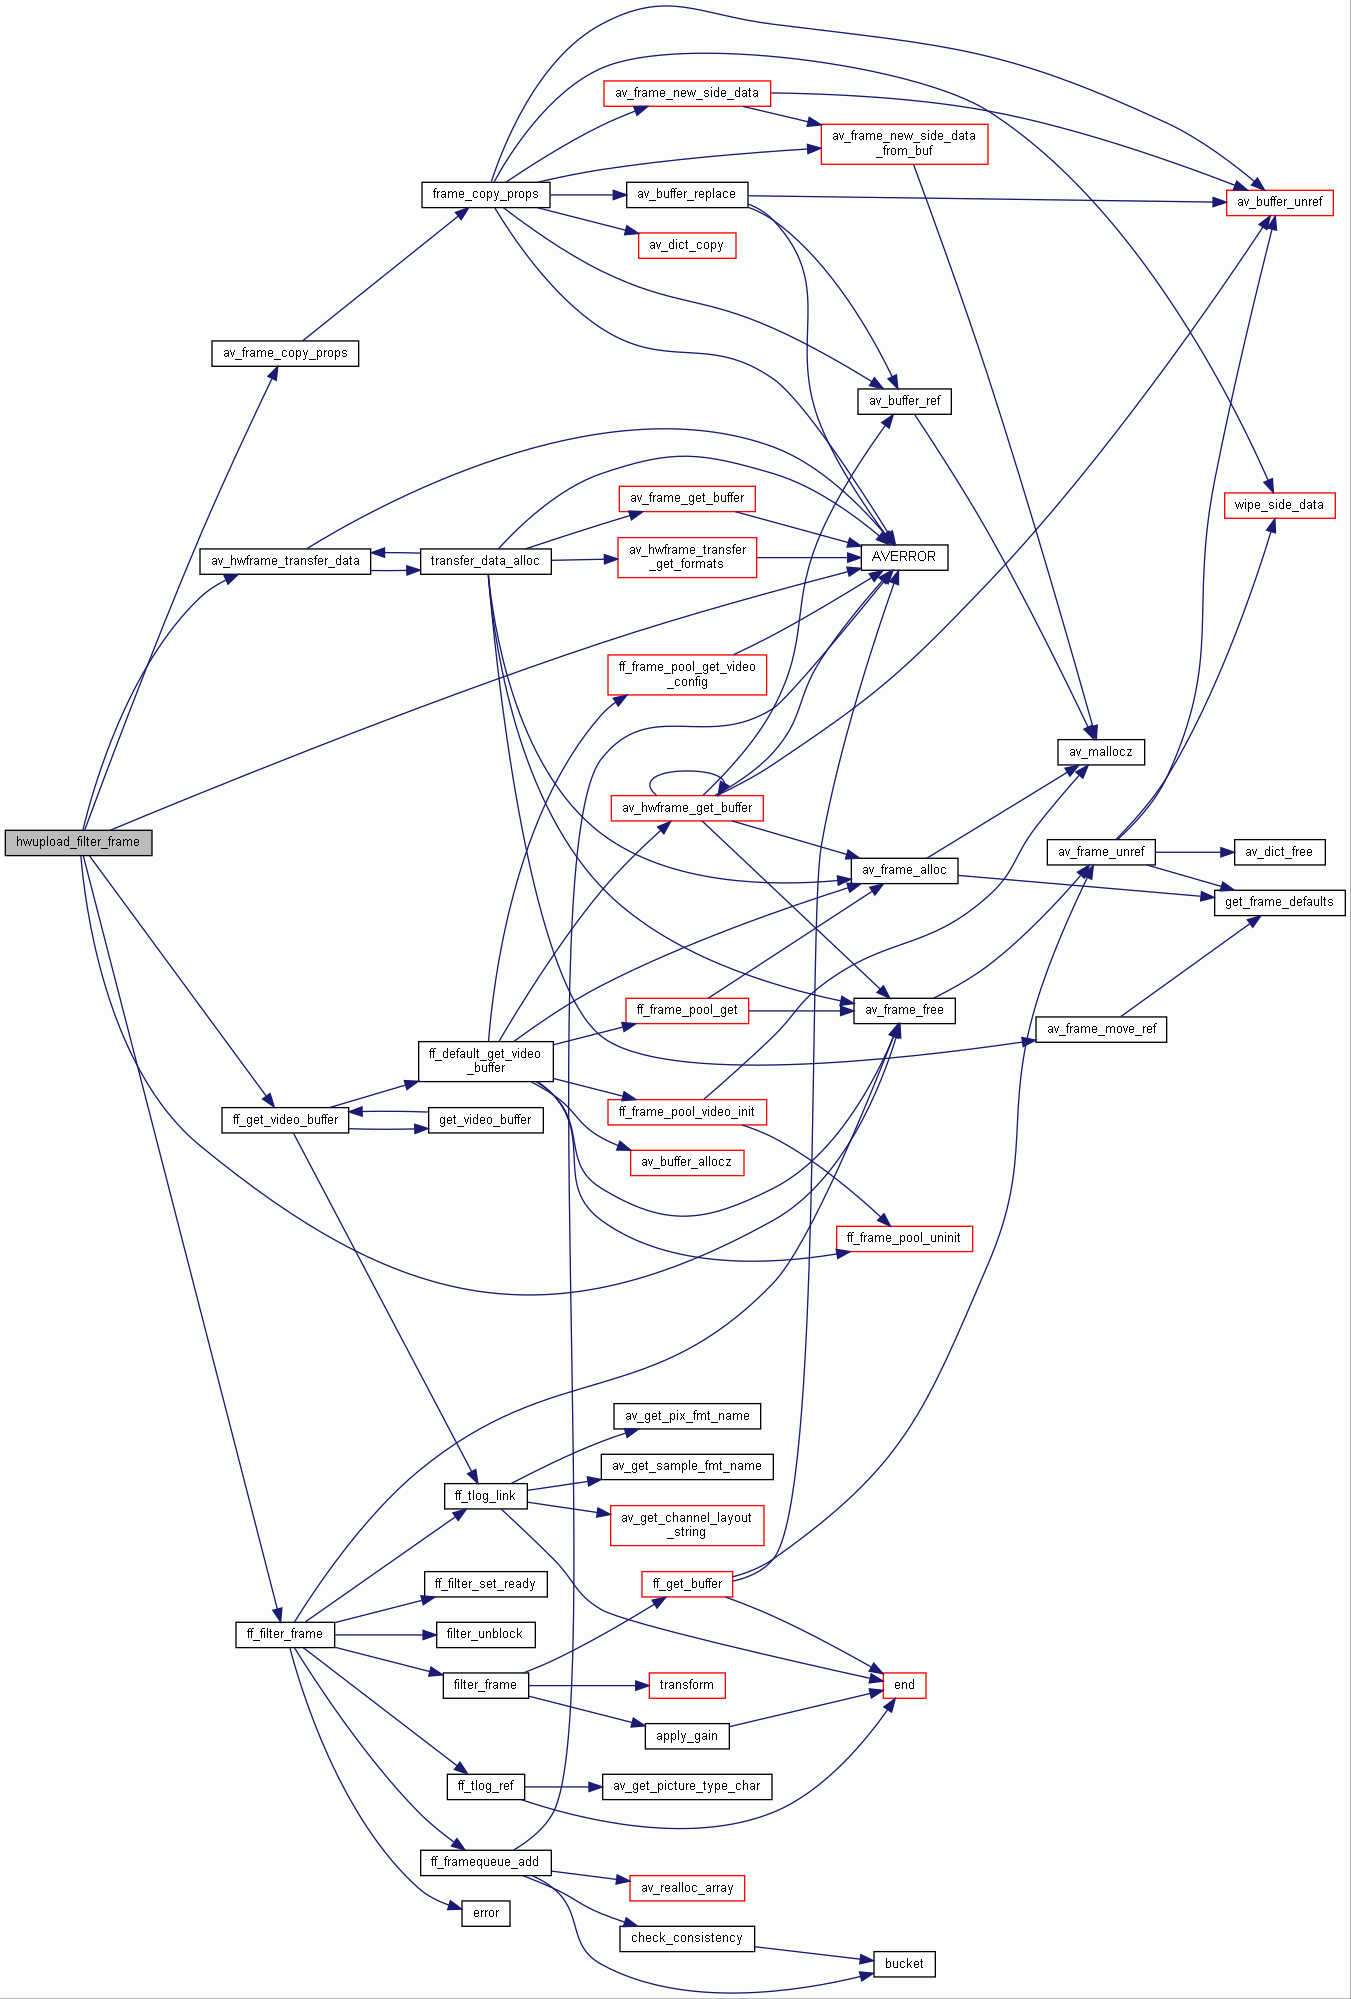 av_frame_new_side_data
av_frame_new_side_data
_from_buf
frame_copy_props
av_buffer_replace
av_buffer_unref
av_dict_copy
av_frame_copy_props
av_buffer_ref
av_frame_get_buffer
wipe_side_data
av_hwframe_transfer_data
transfer_data_alloc
av_hwframe_transfer
_get_formats
AVERROR
ff_frame_pool_get_video
_config
av_mallocz
av_hwframe_get_buffer
hwupload_filter_frame
av_frame_unref
av_dict_free
av_frame_alloc
get_frame_defaults
ff_frame_pool_get
av_frame_free
av_frame_move_ref
ff_default_get_video
_buffer
ff_get_video_buffer
get_video_buffer
ff_frame_pool_video_init
av_buffer_allocz
ff_frame_pool_uninit
av_get_pix_fmt_name
av_get_sample_fmt_name
ff_tlog_link
av_get_channel_layout
_string
ff_filter_set_ready
ff_get_buffer
ff_filter_frame
filter_unblock
filter_frame
transform
end
apply_gain
ff_tlog_ref
av_get_picture_type_char
ff_framequeue_add
av_realloc_array
error
check_consistency
bucket